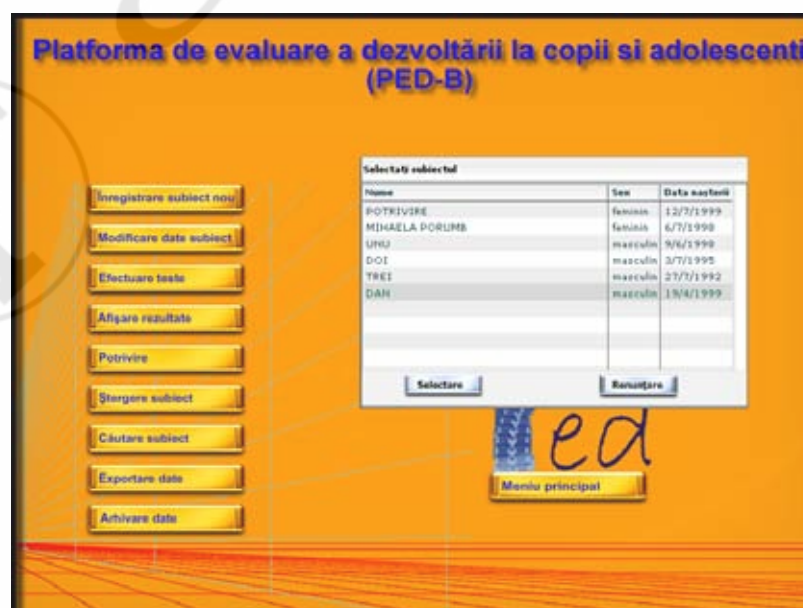 Platforma de evaluare a dezvoltării la copii si adolescenti
(PED-B)
Înregistrare subiect nou
Modificare date subiect
Efectuare teste
Afişare rezultate
Potrivire
Ştergere subiect
Căutare subiect
Exportare date
Arhivare date
Selectaţi subiectul
Nume Sex Data naşterii
POTRIVIRE feminin 12/7/1999
MIHAELA PORUMB feminin 6/7/1998
UNU masculin 9/6/1998
DOI masculin 3/7/1995
TREI masculin 27/7/1992
DAN masculin 19/4/1999
Selectare Renunţare
Ped
Meniu principal